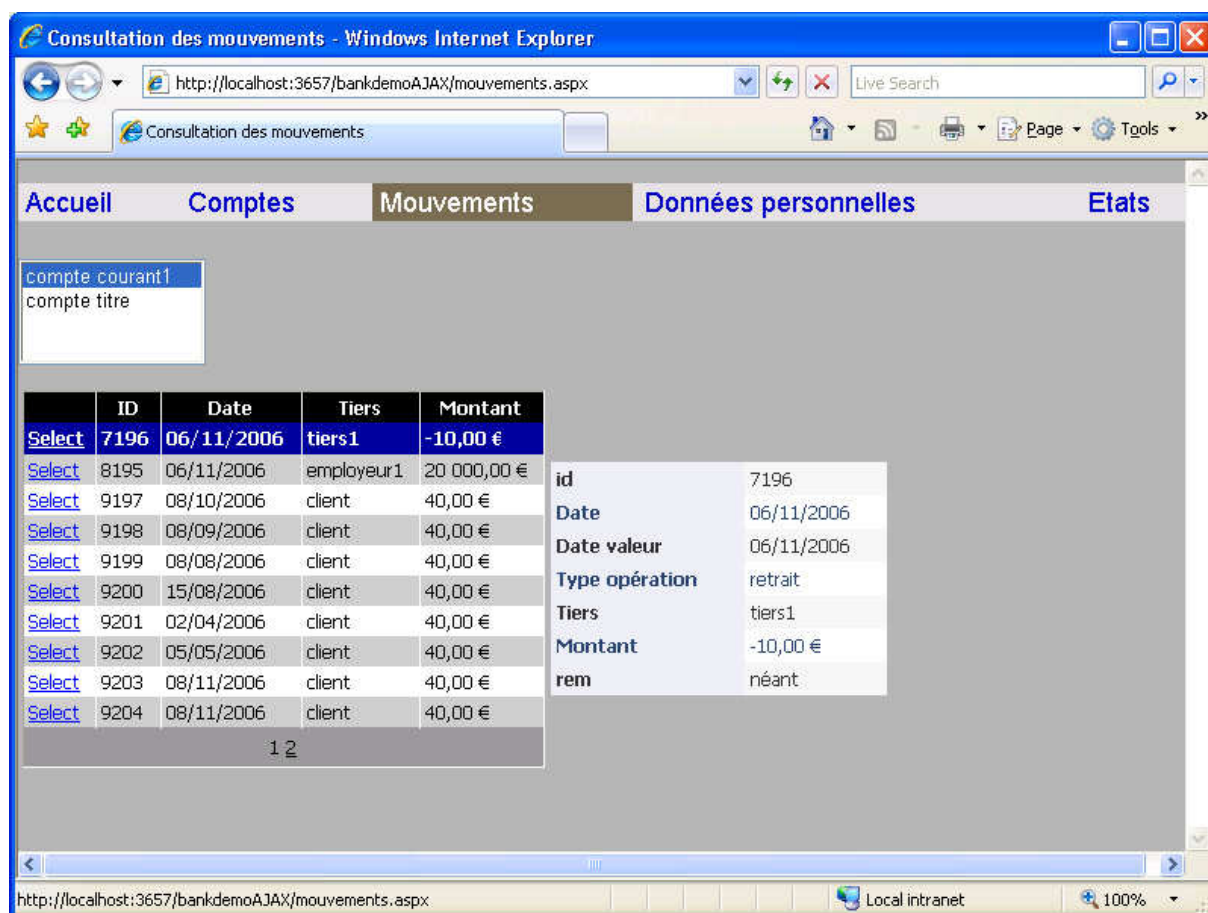 Consultation des mouvements - Windows Internet Explorer
http://localhost:3657/bankdemoAJAX/mouvements.aspx Live Search
Consultation des mouvements Page Tools »
Accueil Comptes Mouvements Données personnelles Etats
compte courant1
compte titre
ID Date Tiers Montant
Select 7196 06/11/2006 tiers1 -10,00 €
Select 8195 06/11/2006 employeur1 20 000,00 €
Select 9197 08/10/2006 client 40,00 €
Select 9198 08/09/2006 client 40,00 €
Select 9199 08/08/2006 client 40,00 €
Select 9200 15/08/2006 client 40,00 €
Select 9201 02/04/2006 client 40,00 €
Select 9202 05/05/2006 client 40,00 €
Select 9203 08/11/2006 client 40,00 €
Select 9204 08/11/2006 client 40,00 €
1 2
id 7196
Date 06/11/2006
Date valeur 06/11/2006
Type opération retrait
Tiers tiers1
Montant -10,00 €
rem néant
http://localhost:3657/bankdemoAJAX/mouvements.aspx Local intranet 100%